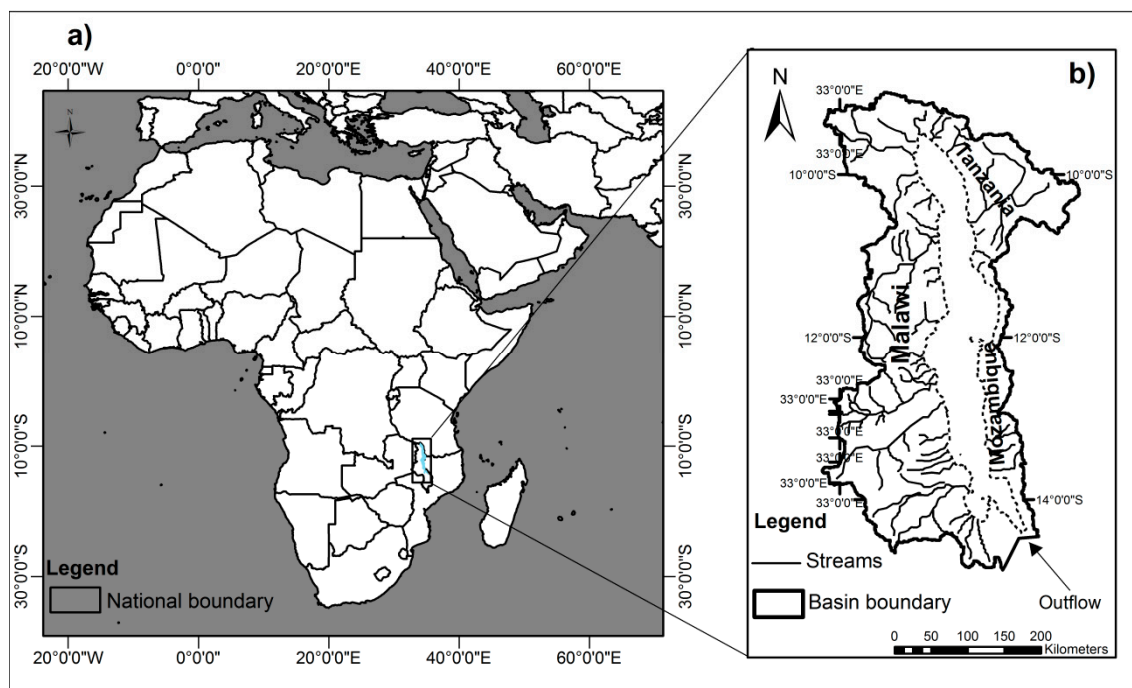 a)
20°0'0"W 0°0'0" 20°0'0"E 40°0'0"E 60°0'0"E
N
30°0'0"N
30°0'0"N
10°0'0"N
10°0'0"N
10°0'0"S
10°0'0"S
30°0'0"S
30°0'0"S
Legend
National boundary
20°0'0"W 0°0'0" 20°0'0"E 40°0'0"E 60°0'0"E
b)
N
33°0'0"E
33°0'0"E
10°0'0"S
10°0'0"S
Tanzania
Malawi
12°0'0"S
12°0'0"S
Mozambique
33°0'0"E
33°0'0"E
33°0'0"E
33°0'0"E
33°0'0"E
14°0'0"S
14°0'0"S
Legend
Streams
Basin boundary
Outflow
0 50 100 150 200
Kilometers